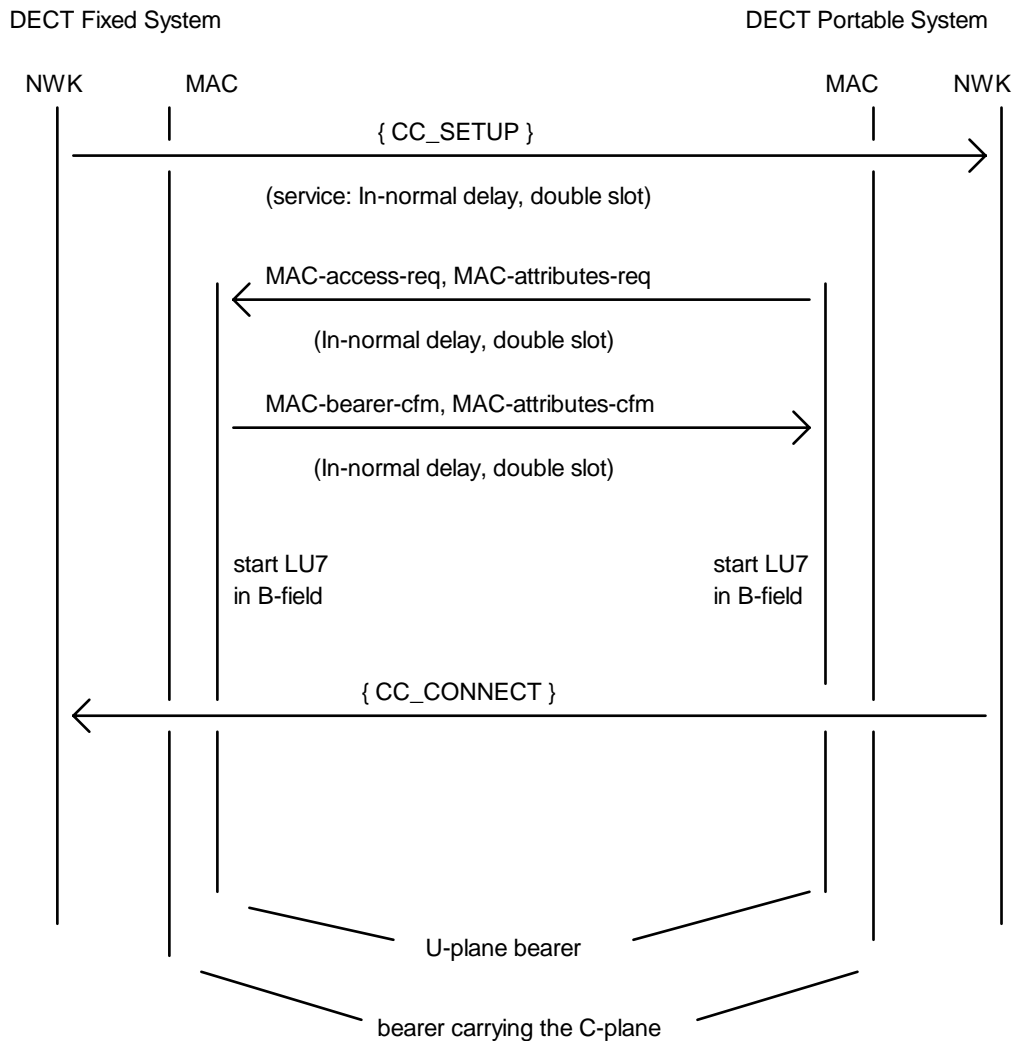 DECT Fixed System
DECT Portable System
NWK
MAC
MAC
NWK
{ CC_SETUP }
(service: In-normal delay, double slot)
MAC-access-req, MAC-attributes-req
(In-normal delay, double slot)
MAC-bearer-cfm, MAC-attributes-cfm
(In-normal delay, double slot)
start LU7
in B-field
start LU7
in B-field
{ CC_CONNECT }
U-plane bearer
bearer carrying the C-plane